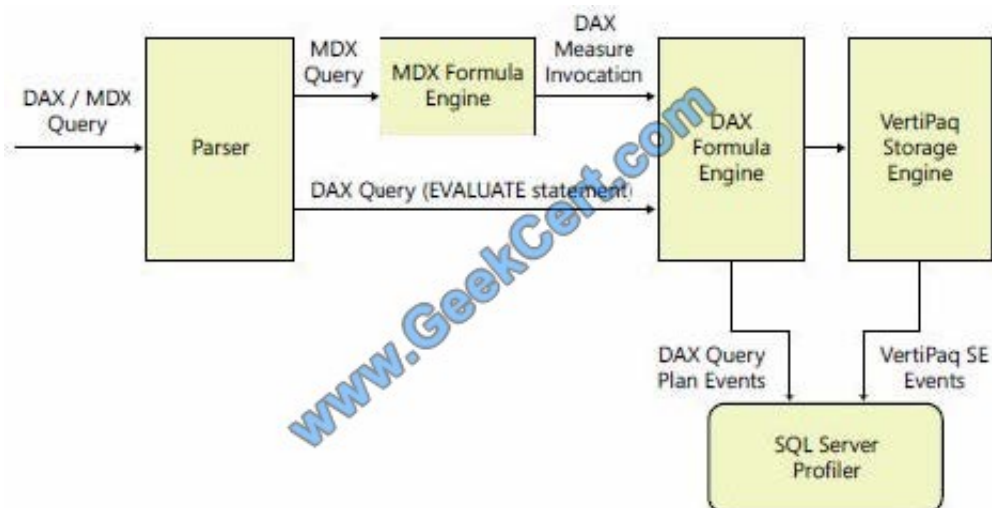 DAX / MDX
Query
Parser
MDX
Query
MDX Formula
Engine
DAX
Measure
Invocation
DAX
Formula
Engine
VertiPaq
Storage
Engine
DAX Query (EVALUATE statement)
www.GeekCert.com
DAX Query
Plan Events
VertiPaq SE
Events
SQL Server
Profiler